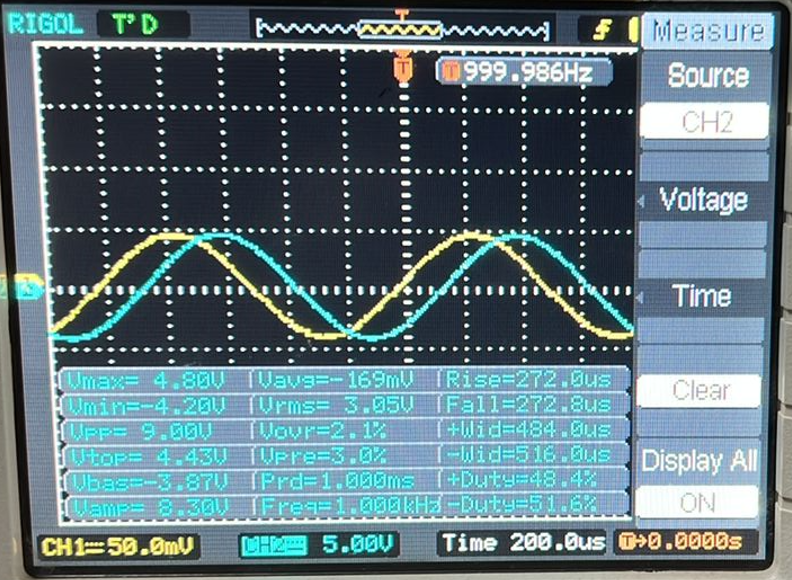 RIGOL T'D Measure
T 999.986Hz
Source
CH2
Voltage
Time
Clear
Display All
ON
Vmax= 4.80V Vavg=-169mV Rise=272.0us
Vmin=-4.20V Vrms= 3.05V Fall=272.8us
Vpp= 9.00V Vovr=2.1% +Wid=484.0us
Vtop= 4.43V Vpre=3.0% -Wid=516.0us
Vbas=-3.87V Prd=1.000ms +Duty=48.4%
Vamp= 8.30V Freq=1.000kHz -Duty=51.6%
CH1 50.0mV CH2 5.00V Time 200.0us T→0.0000s